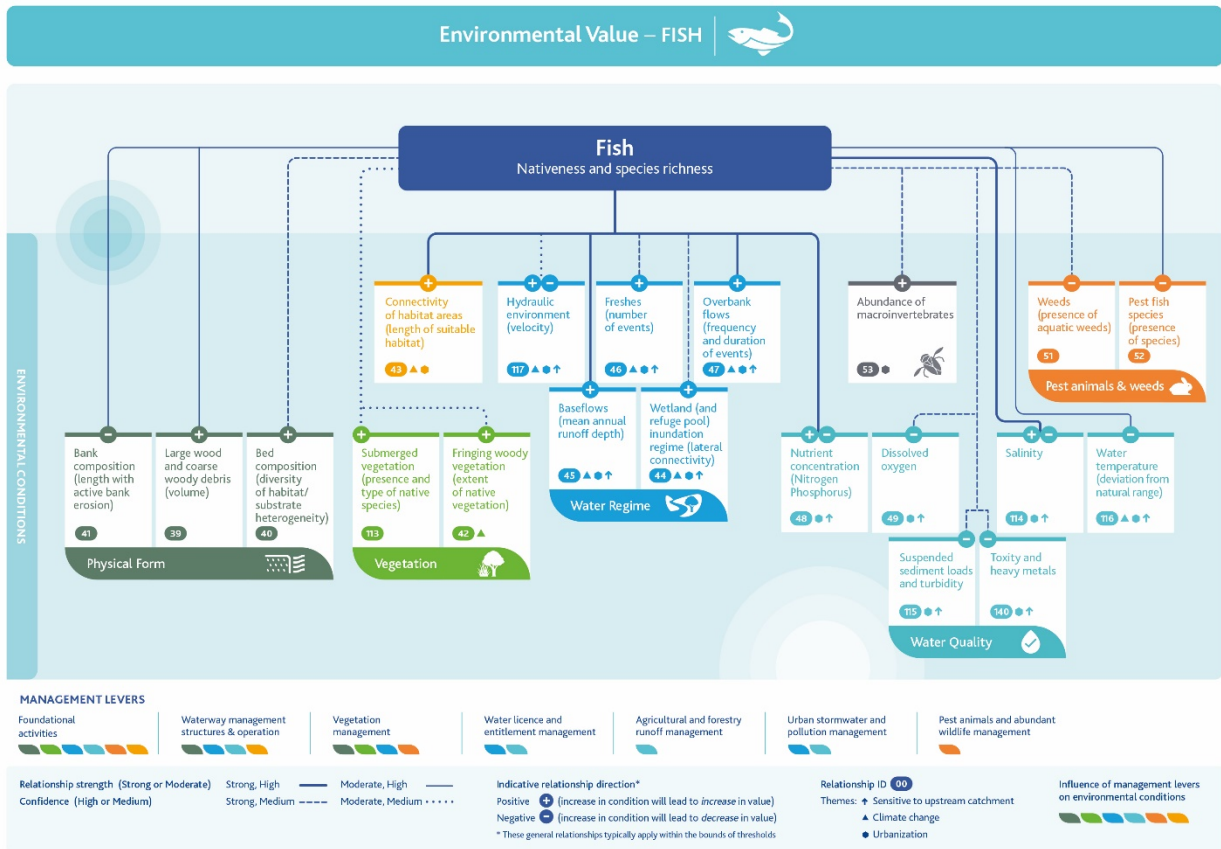 Environmental Value – FISH
Fish
Nativeness and species richness
ENVIRONMENTAL CONDITIONS
Connectivity
of habitat areas
(length of suitable
habitat)
43
Hydraulic
environment
(velocity)
117
Freshes
(number
of events)
46
Overbank
flows
(frequency
and duration
of events)
47
Abundance of
macroinvertebrates
53
Weeds
(presence of
aquatic weeds)
51
Pest fish
species
(presence
of species)
52
Pest animals & weeds
Bank
composition
(length with
active bank
erosion)
41
Large wood
and coarse
woody debris
(volume)
39
Bed
composition
(diversity
of habitat/
substrate
heterogeneity)
40
Physical Form
Submerged
vegetation
(presence and
type of native
species)
113
Fringing woody
vegetation
(extent
of native
vegetation)
42
Vegetation
Baseflows
(mean annual
runoff depth)
45
Wetland (and
refuge pool)
inundation
regime (lateral
connectivity)
44
Water Regime
Nutrient
concentration
(Nitrogen
Phosphorus)
48
Dissolved
oxygen
49
Salinity
114
Water
temperature
(deviation from
natural range)
116
Suspended
sediment loads
and turbidity
115
Toxity and
heavy metals
140
Water Quality
MANAGEMENT LEVERS
Foundational
activities
Waterway management
structures & operation
Vegetation
management
Water licence and
entitlement management
Agricultural and forestry
runoff management
Urban stormwater and
pollution management
Pest animals and abundant
wildlife management
Relationship strength (Strong or Moderate)
Confidence (High or Medium)
Strong, High
Strong, Medium
Moderate, High
Moderate, Medium
Indicative relationship direction*
Positive + (increase in condition will lead to increase in value)
Negative − (increase in condition will lead to decrease in value)
* These general relationships typically apply within the bounds of thresholds
Relationship ID 00
Themes: ↑ Sensitive to upstream catchment
▲ Climate change
⬢ Urbanization
Influence of management levers
on environmental conditions